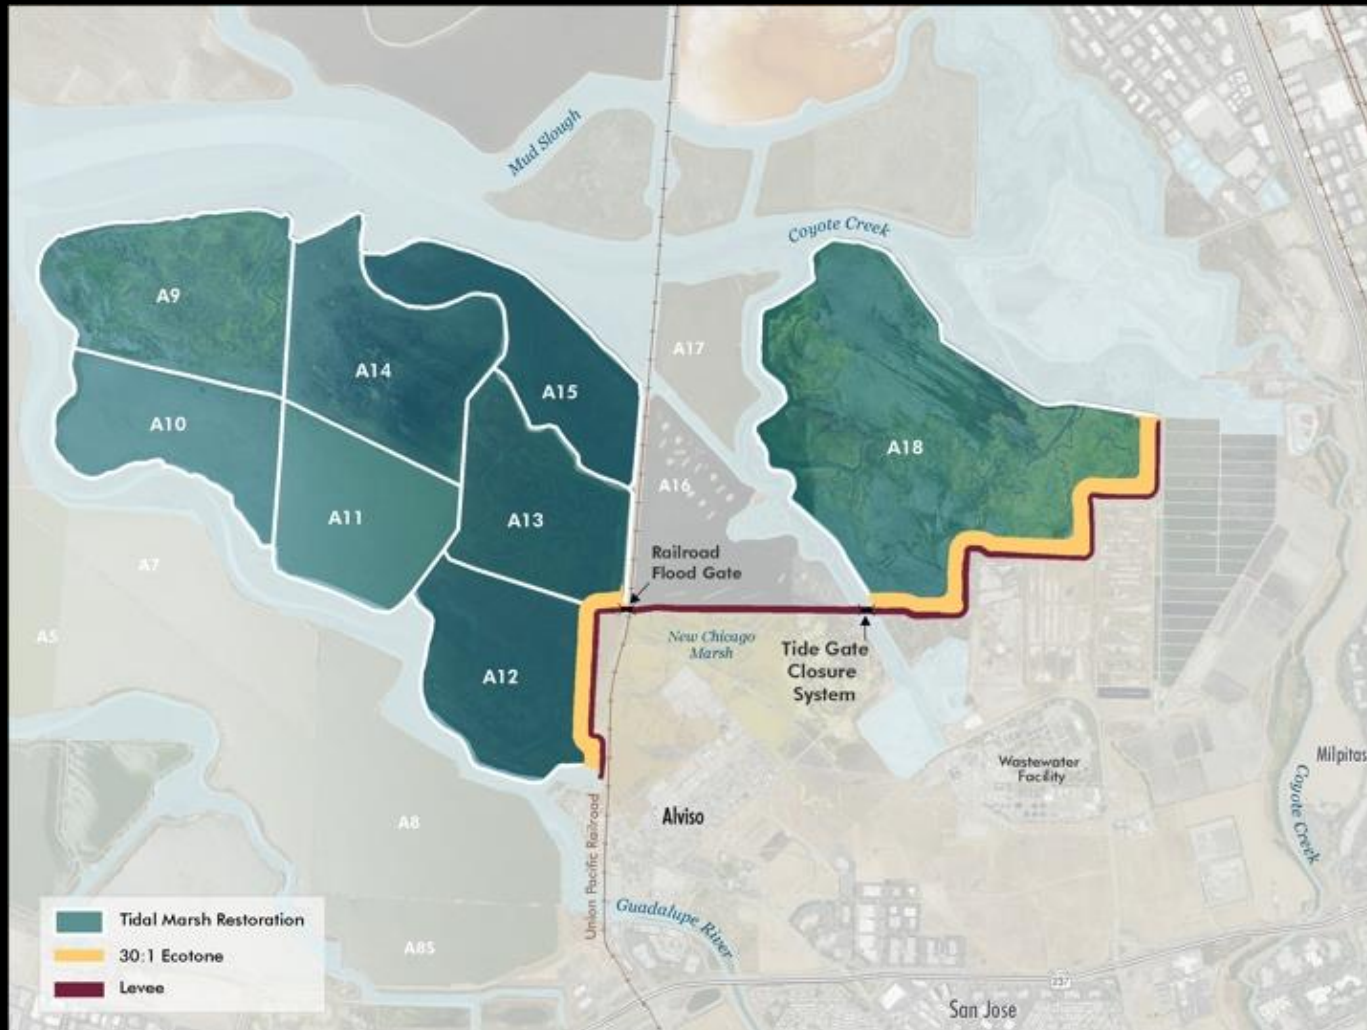 Mud Slough
Coyote Creek
A9
A14
A15
A17
A10
A18
A16
A11
A13
A7
Railroad
Flood Gate
A5
New Chicago
Marsh
Tide Gate
Closure
System
A12
Wastewater
Facility
Milpitas
Coyote Creek
A8
Alviso
Union Pacific Railroad
Guadalupe River
A8S
237
San Jose
Tidal Marsh Restoration
30:1 Ecotone
Levee